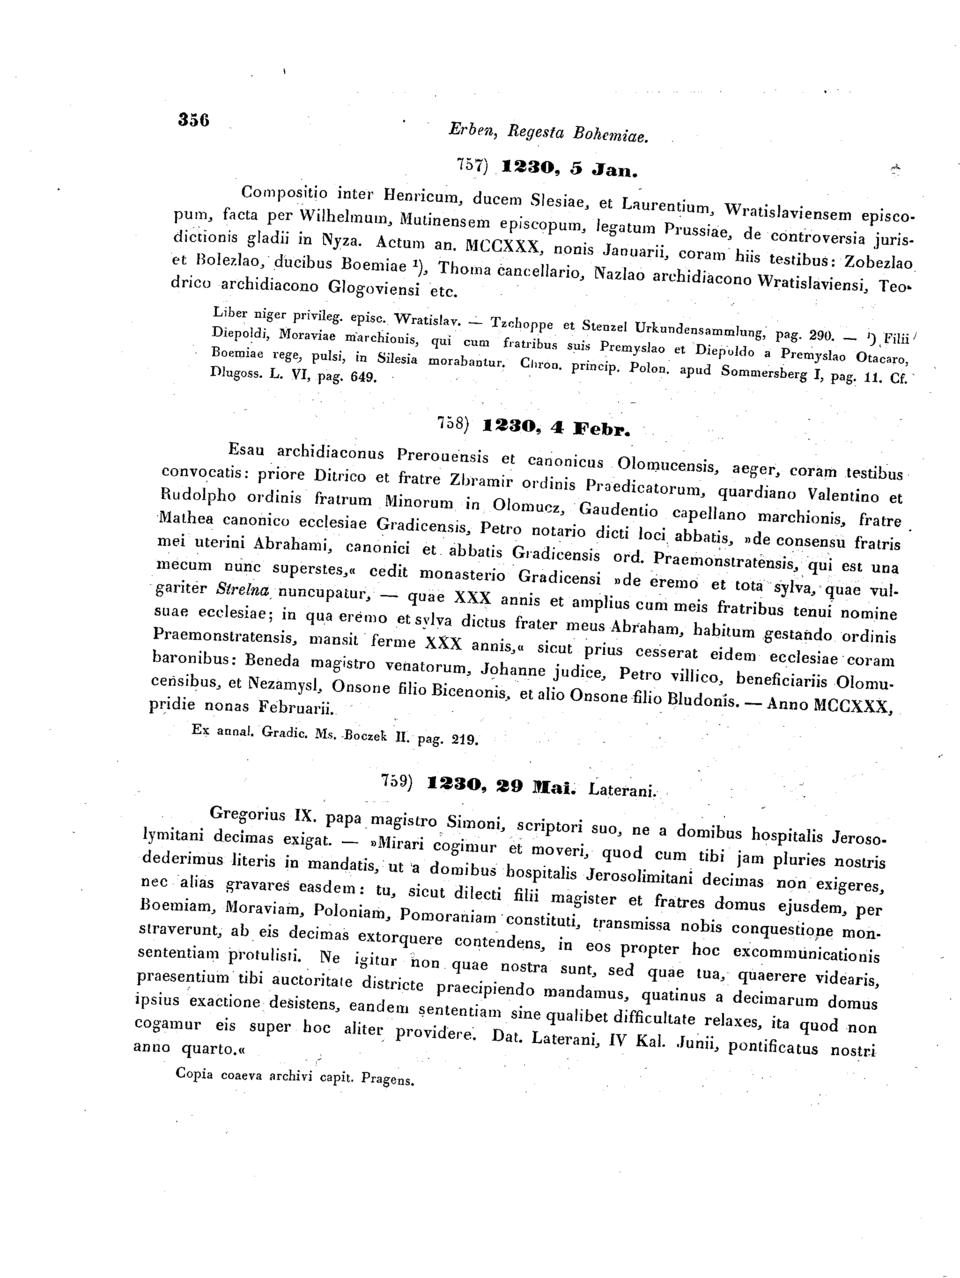 356
Erben, Regesta Bohemiae.
757) 1230, 5 Jan.
Compositio inter Henricum, ducem Slesiae, et Laurentium, Wratislaviensem episco-
pum, facta per Wilhelmum, Mutinensem episcopum, legatum Prussiae, de controversia juris-
dictionis gladii in Nyza. Actum an. MCCXXX, nonis Januarii, coram hiis testibus: Zobezlao
et Bolezlao, ducibus Boemiae ¹), Thoma cancellario, Nazlao archidiacono Wratislaviensi, Teo-
drico archidiacono Glogoviensi etc.
Liber niger privileg. episc. Wratislav. — Tzchoppe et Stenzel Urkundensammlung, pag. 290. — ¹) Filii
Diepoldi, Moraviae marchionis, qui cum fratribus suis Premyslao et Diepoldo a Premyslao Otacaro,
Boemiae rege, pulsi, in Silesia morabantur. Chron. princip. Polon. apud Sommersberg I, pag. 11. Cf.
Dlugoss. L. VI, pag. 649.
758) 1230, 4 Febr.
Esau archidiaconus Prerouensis et canonicus Olomucensis, aeger, coram testibus
convocatis: priore Ditrico et fratre Zbramir ordinis Praedicatorum, quardiano Valentino et
Rudolpho ordinis fratrum Minorum in Olomucz, Gaudentio capellano marchionis, fratre
Mathea canonico ecclesiae Gradicensis, Petro notario dicti loci abbatis, »de consensu fratris
mei uterini Abrahami, canonici et abbatis Gradicensis ord. Praemonstratensis, qui est una
mecum nunc superstes,« cedit monasterio Gradicensi »de eremo et tota sylva, quae vul-
gariter Strelna nuncupatur, — quae XXX annis et amplius cum meis fratribus tenui nomine
suae ecclesiae; in qua eremo et sylva dictus frater meus Abraham, habitum gestando ordinis
Praemonstratensis, mansit ferme XXX annis,« sicut prius cesserat eidem ecclesiae coram
baronibus: Beneda magistro venatorum, Johanne judice, Petro villico, beneficiariis Olomu-
censibus, et Nezamysl, Onsone filio Bicenonis, et alio Onsone filio Bludonis. — Anno MCCXXX,
pridie nonas Februarii.
Ex annal. Gradic. Ms. Boczek II. pag. 219.
759) 1230, 29 Mai. Laterani.
Gregorius IX. papa magistro Simoni, scriptori suo, ne a domibus hospitalis Jeroso-
lymitani decimas exigat. — »Mirari cogimur et moveri, quod cum tibi jam pluries nostris
dederimus literis in mandatis, ut a domibus hospitalis Jerosolimitani decimas non exigeres,
nec alias gravares easdem: tu, sicut dilecti filii magister et fratres domus ejusdem, per
Boemiam, Moraviam, Poloniam, Pomoraniam constituti, transmissa nobis conquestione mon-
straverunt, ab eis decimas extorquere contendens, in eos propter hoc excommunicationis
sententiam protulisti. Ne igitur non quae nostra sunt, sed quae tua, quaerere videaris,
praesentium tibi auctoritate districte praecipiendo mandamus, quatinus a decimarum domus
ipsius exactione desistens, eandem sententiam sine qualibet difficultate relaxes, ita quod non
cogamur eis super hoc aliter providere. Dat. Laterani, IV Kal. Junii, pontificatus nostri
anno quarto.«
Copia coaeva archivi capit. Pragens.